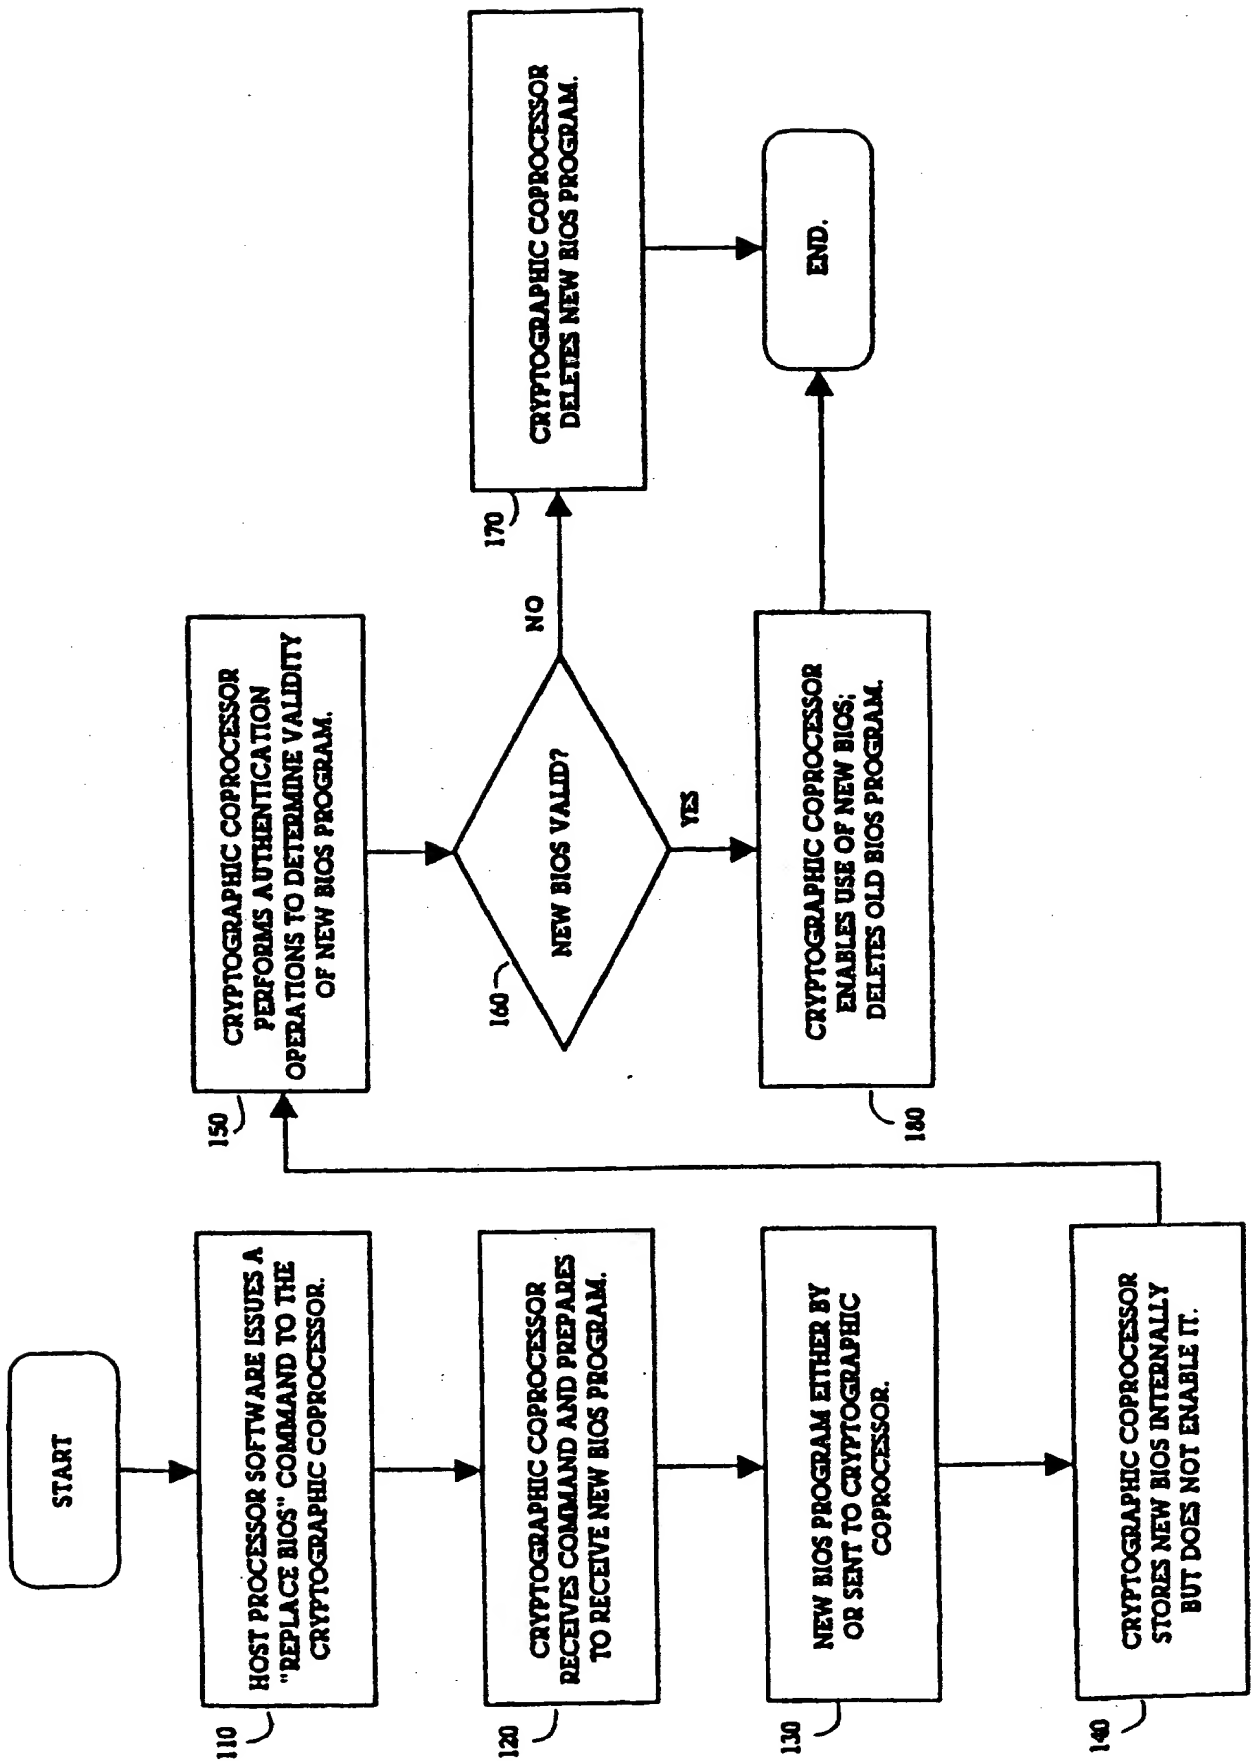 START
110
HOST PROCESSOR SOFTWARE ISSUES A
"REPLACE BIOS" COMMAND TO THE
CRYPTOGRAPHIC COPROCESSOR.
120
CRYPTOGRAPHIC COPROCESSOR
RECEIVES COMMAND AND PREPARES
TO RECEIVE NEW BIOS PROGRAM.
130
NEW BIOS PROGRAM EITHER BY
OR SENT TO CRYPTOGRAPHIC
COPROCESSOR.
140
CRYPTOGRAPHIC COPROCESSOR
STORES NEW BIOS INTERNALLY
BUT DOES NOT ENABLE IT.
150
CRYPTOGRAPHIC COPROCESSOR
PERFORMS AUTHENTICATION
OPERATIONS TO DETERMINE VALIDITY
OF NEW BIOS PROGRAM.
160
NEW BIOS VALID?
NO
YES
170
CRYPTOGRAPHIC COPROCESSOR
DELETES NEW BIOS PROGRAM.
180
CRYPTOGRAPHIC COPROCESSOR
ENABLES USE OF NEW BIOS;
DELETES OLD BIOS PROGRAM.
END.